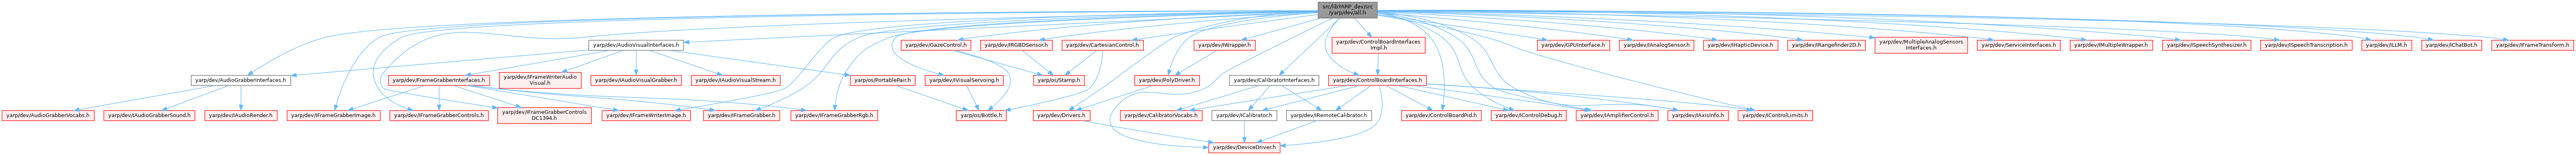 src/libYARP_dev/src
/yarp/dev/all.h
yarp/dev/AudioVisualInterfaces.h
yarp/dev/GazeControl.h
yarp/dev/IRGBDSensor.h
yarp/dev/CartesianControl.h
yarp/dev/IWrapper.h
yarp/dev/ControlBoardInterfaces
Impl.h
yarp/dev/GPUInterface.h
yarp/dev/IAnalogSensor.h
yarp/dev/IHapticDevice.h
yarp/dev/IRangefinder2D.h
yarp/dev/MultipleAnalogSensors
Interfaces.h
yarp/dev/ServiceInterfaces.h
yarp/dev/IMultipleWrapper.h
yarp/dev/ISpeechSynthesizer.h
yarp/dev/ISpeechTranscription.h
yarp/dev/ILLM.h
yarp/dev/IChatBot.h
yarp/dev/IFrameTransform.h
yarp/dev/AudioGrabberInterfaces.h
yarp/dev/FrameGrabberInterfaces.h
yarp/dev/IFrameWriterAudio
Visual.h
yarp/dev/IAudioVisualGrabber.h
yarp/dev/IAudioVisualStream.h
yarp/os/PortablePair.h
yarp/dev/IVisualServoing.h
yarp/os/Stamp.h
yarp/dev/PolyDriver.h
yarp/dev/CalibratorInterfaces.h
yarp/dev/ControlBoardInterfaces.h
yarp/dev/AudioGrabberVocabs.h
yarp/dev/IAudioGrabberSound.h
yarp/dev/IAudioRender.h
yarp/dev/IFrameGrabberImage.h
yarp/dev/IFrameGrabberControls.h
yarp/dev/IFrameGrabberControls
DC1394.h
yarp/dev/IFrameWriterImage.h
yarp/dev/IFrameGrabber.h
yarp/dev/IFrameGrabberRgb.h
yarp/os/Bottle.h
yarp/dev/Drivers.h
yarp/dev/CalibratorVocabs.h
yarp/dev/ICalibrator.h
yarp/dev/IRemoteCalibrator.h
yarp/dev/ControlBoardPid.h
yarp/dev/IControlDebug.h
yarp/dev/IAmplifierControl.h
yarp/dev/IAxisInfo.h
yarp/dev/IControlLimits.h
yarp/dev/DeviceDriver.h